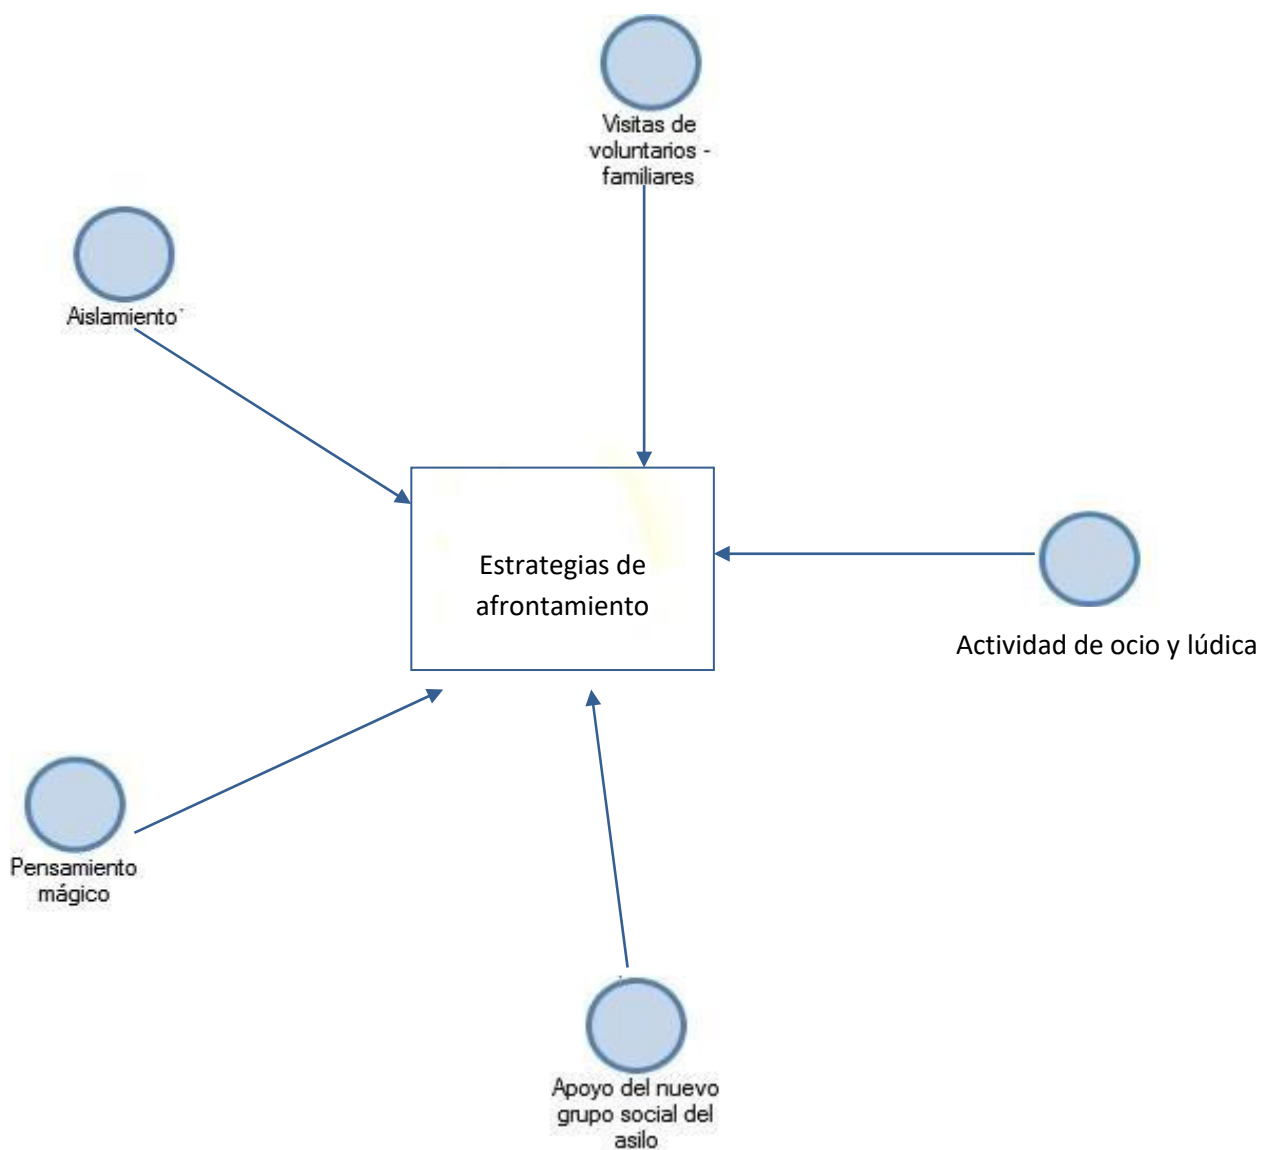 Visitas de
voluntarios -
familiares
Aislamiento
Estrategias de
afrontamiento
Actividad de ocio y lúdica
Pensamiento
mágico
Apoyo del nuevo
grupo social del
asilo